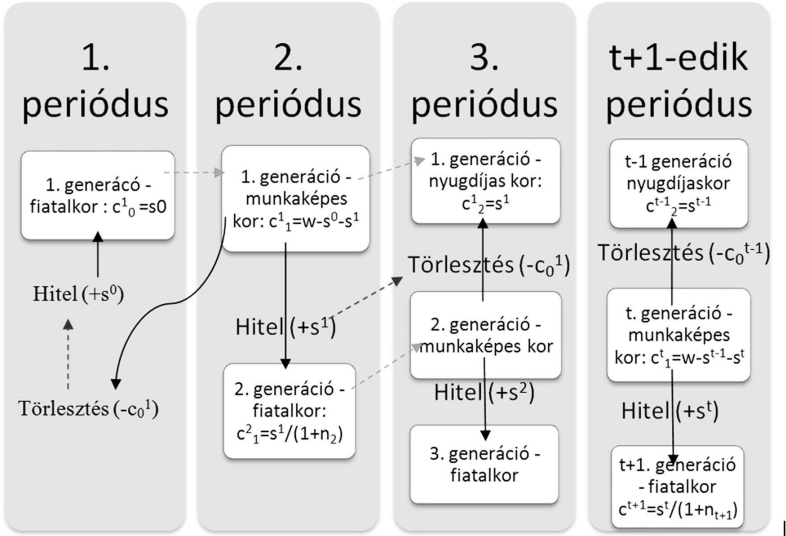 1.
periódus
1. generácó -
fiatalkor : c¹₀ =s0
Hitel (+s⁰)
Törlesztés (-c₀¹)
2.
periódus
1. generáció -
munkaképes
kor: c¹₁=w-s⁰-s¹
Hitel (+s¹)
2. generáció -
fiatalkor:
c²₁=s¹/(1+n₂)
3.
periódus
1. generáció -
nyugdíjas kor:
c¹₂=s¹
Törlesztés (-c₀¹)
2. generáció -
munkaképes kor
Hitel (+s²)
3. generáció -
fiatalkor
t+1-edik
periódus
t-1 generáció
nyugdíjaskor
cᵗ⁻¹₂=sᵗ⁻¹
Törlesztés (-c₀ᵗ⁻¹)
t. generáció -
munkaképes
kor: cᵗ₁=w-sᵗ⁻¹-sᵗ
Hitel (+sᵗ)
t+1. generáció
- fiatalkor
cᵗ⁺¹=sᵗ/(1+nₜ₊₁)